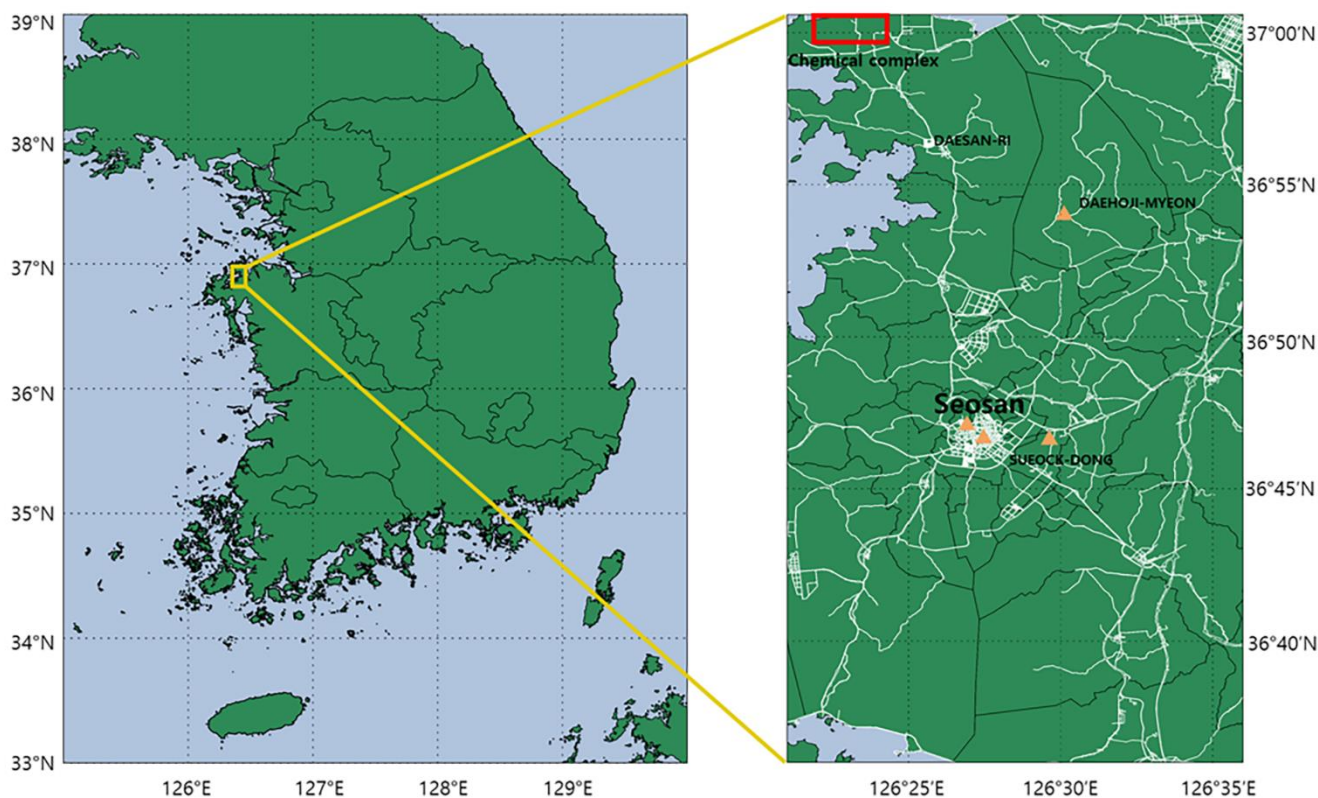 39°N
38°N
37°N
36°N
35°N
34°N
33°N
126°E
127°E
128°E
129°E
Chemical complex
DAESAN-RI
DAEHOJI-MYEON
Seosan
SUEOCK-DONG
37°00′N
36°55′N
36°50′N
36°45′N
36°40′N
126°25′E
126°30′E
126°35′E